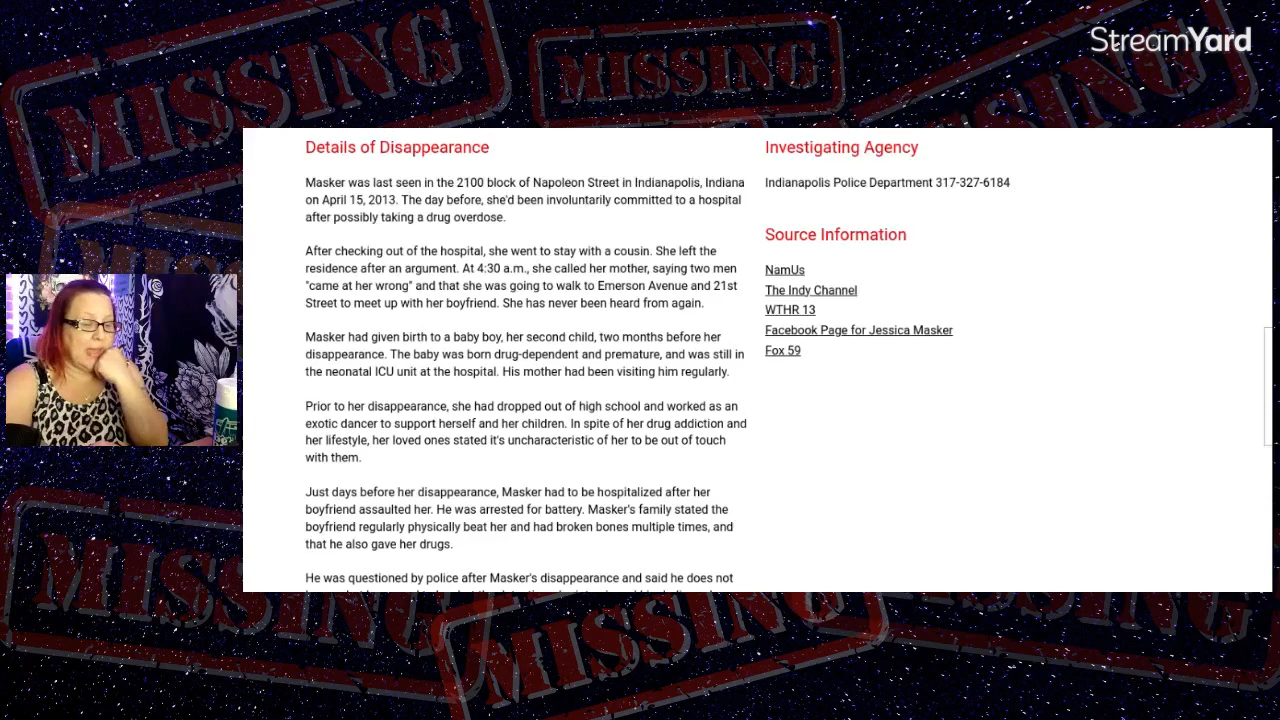 StreamYard
MISSING
MISSING
MISSING
Details of Disappearance
Masker was last seen in the 2100 block of Napoleon Street in Indianapolis, Indiana
on April 15, 2013. The day before, she'd been involuntarily committed to a hospital
after possibly taking a drug overdose.
After checking out of the hospital, she went to stay with a cousin. She left the
residence after an argument. At 4:30 a.m., she called her mother, saying two men
"came at her wrong" and that she was going to walk to Emerson Avenue and 21st
Street to meet up with her boyfriend. She has never been heard from again.
Masker had given birth to a baby boy, her second child, two months before her
disappearance. The baby was born drug-dependent and premature, and was still in
the neonatal ICU unit at the hospital. His mother had been visiting him regularly.
Prior to her disappearance, she had dropped out of high school and worked as an
exotic dancer to support herself and her children. In spite of her drug addiction and
her lifestyle, her loved ones stated it's uncharacteristic of her to be out of touch
with them.
Just days before her disappearance, Masker had to be hospitalized after her
boyfriend assaulted her. He was arrested for battery. Masker's family stated the
boyfriend regularly physically beat her and had broken bones multiple times, and
that he also gave her drugs.
He was questioned by police after Masker's disappearance and said he does not
Investigating Agency
Indianapolis Police Department 317-327-6184
Source Information
NamUs
The Indy Channel
WTHR 13
Facebook Page for Jessica Masker
Fox 59
MISSING
MISSING
MISSING